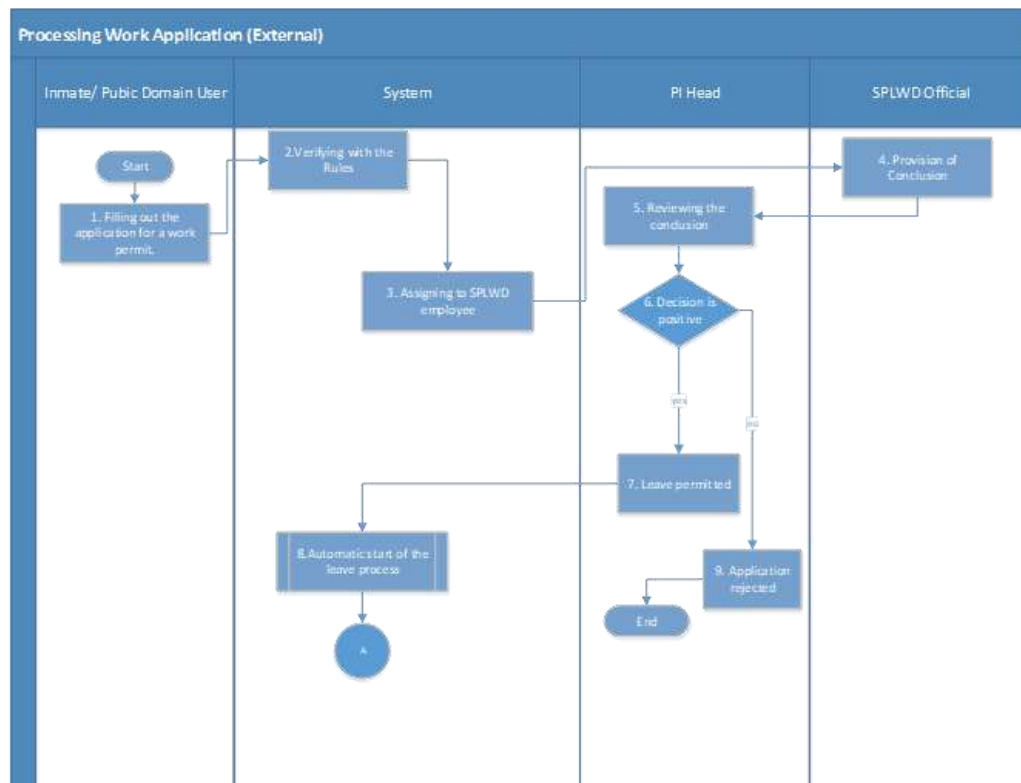 Processing Work Application (External)
Inmate/ Pubic Domain User
System
PI Head
SPLWD Official
Start
1. Filling out the
application for a work
permit.
2.Verifying with the
Rules
3. Assigning to SPLWD
employee
4. Provision of
Conclusion
5. Reviewing the
conclusion
6. Decision is
positive
yes
no
7. Leave permitted
8.Automatic start of the
leave process
9. Application
rejected
End
A